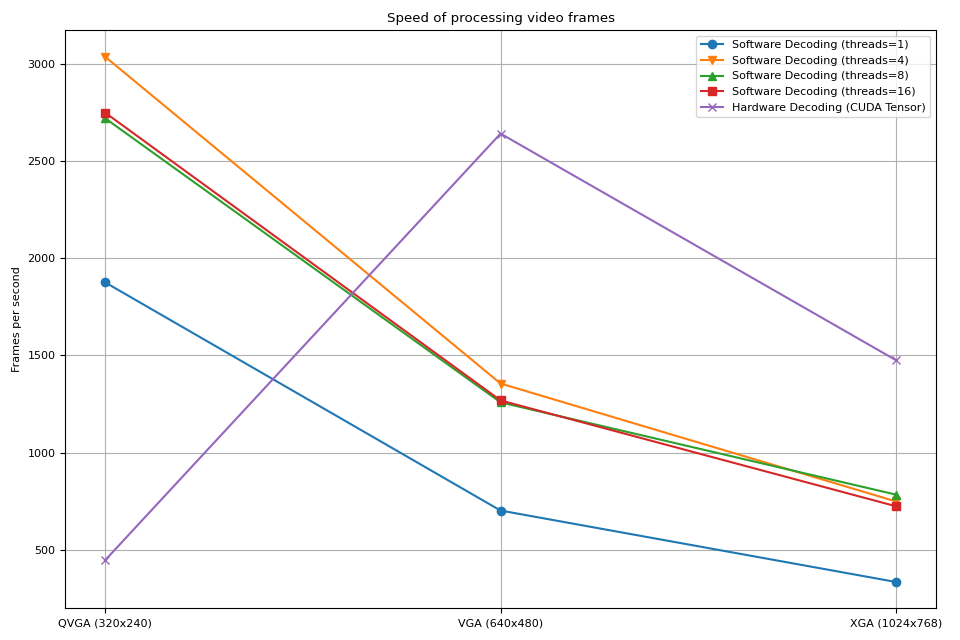 Speed of processing video frames
Software Decoding (threads=1)
Software Decoding (threads=4)
Software Decoding (threads=8)
Software Decoding (threads=16)
Hardware Decoding (CUDA Tensor)
Frames per second
3000
2500
2000
1500
1000
500
QVGA (320x240)
VGA (640x480)
XGA (1024x768)